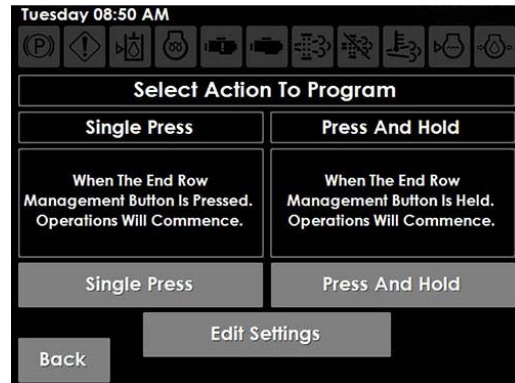 Tuesday 08:50 AM
Select Action To Program
Single Press
Press And Hold
When The End Row
Management Button Is Pressed.
Operations Will Commence.
When The End Row
Management Button Is Held.
Operations Will Commence.
Single Press
Press And Hold
Edit Settings
Back